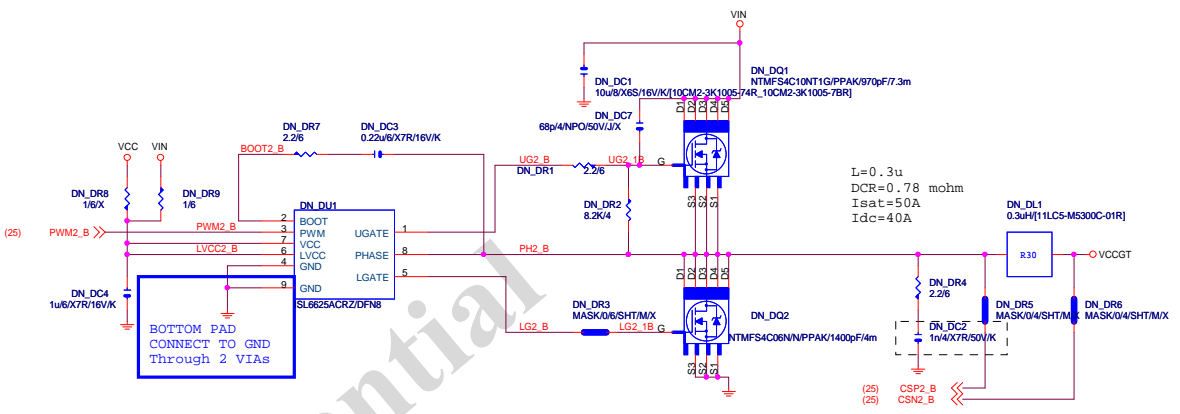 VIN
DN_DQ1
NTMFS4C10NT1G/PPAK/970pF/7.3m
DN_DC1
10u/8/X6S/16V/K/[10CM2-3K1005-74R_10CM2-3K1005-7BR]
D1
D2
D3
D4
D5
DN_DC7
68p/4/NPO/50V/J/X
DN_DR7
2.2/6
DN_DC3
0.22u/6/X7R/16V/K
BOOT2_B
VCC
VIN
UG2_B
DN_DR1
2.2/6
UG2_1B
G
S3
S2
S1
L=0.3u
DCR=0.78 mohm
Isat=50A
Idc=40A
DN_DR8
1/6/X
DN_DR9
1/6
DN_DU1
DN_DR2
8.2K/4
DN_DL1
0.3uH/[11LC5-M5300C-01R]
(25)
PWM2_B
2
BOOT
3
PWM
7
VCC
LVCC2_B
6
LVCC
4
GND
9
GND
UGATE
1
PHASE
8
LGATE
5
SL6625ACRZ/DFN8
PH2_B
R30
VCCGT
DN_DC4
1u/6/X7R/16V/K
BOTTOM PAD
CONNECT TO GND
Through 2 VIAs
D1
D2
D3
D4
D5
DN_DR3
MASK/0/6/SHT/M/X
LG2_B
LG2_1B
G
DN_DQ2
NTMFS4C06N/N/PPAK/1400pF/4m
S3
S2
S1
DN_DR4
2.2/6
DN_DR5
MASK/0/4/SHT/M/X
DN_DR6
MASK/0/4/SHT/M/X
DN_DC2
1n/4/X7R/50V/K
(25)
CSP2_B
(25)
CSN2_B